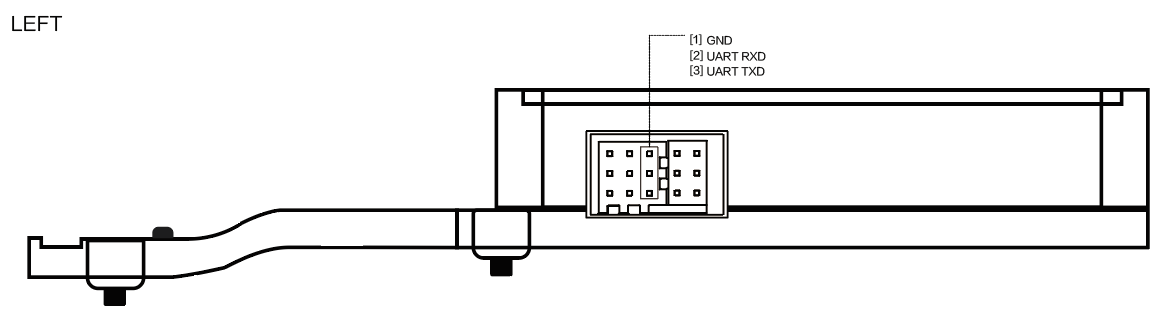 LEFT
[1] GND
[2] UART RXD
[3] UART TXD